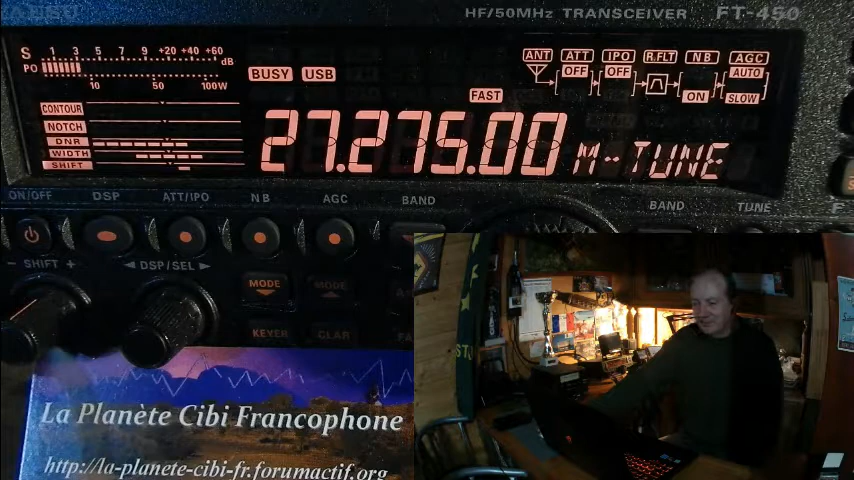 HF/50MHz TRANSCEIVER FT-450
S 1 3 5 7 9 +20 +40 +60 dB
PO
10 50 100W
BUSY USB
ANT ATT IPO R.FLT NB AGC
OFF OFF AUTO
FAST ON SLOW
CONTOUR
NOTCH
DNR
WIDTH
SHIFT
27.275.00 M-TUNE
ON/OFF DSP ATT/IPO NB AGC BAND BAND TUNE
- SHIFT + DSP/SEL
MODE MODE
KEYER CLAR
La Planète Cibi Francophone
http://la-planete-cibi-fr.forumactif.org